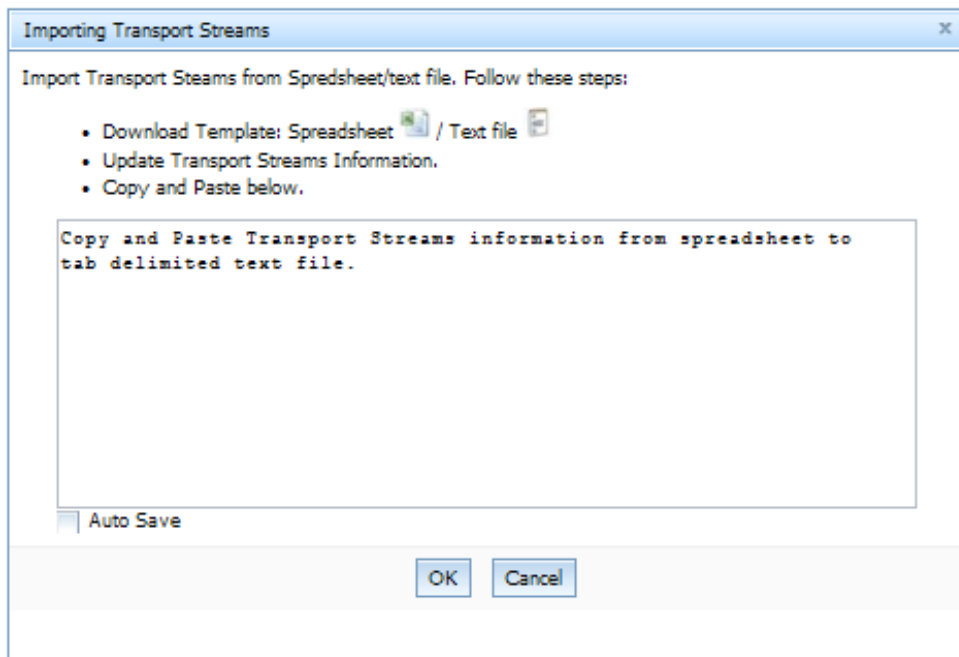 Importing Transport Streams
Import Transport Steams from Spredsheet/text file. Follow these steps:
• Download Template: Spreadsheet / Text file
• Update Transport Streams Information.
• Copy and Paste below.
Copy and Paste Transport Streams information from spreadsheet to
tab delimited text file.
Auto Save
OK Cancel